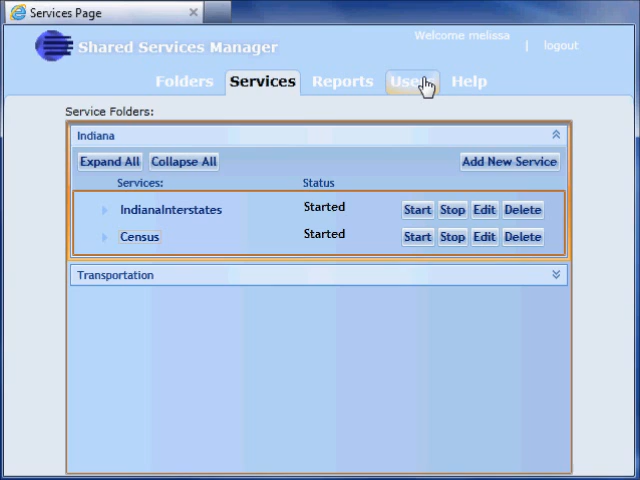 Services Page
Shared Services Manager
Welcome melissa
| logout
Folders Services Reports Help
Service Folders:
Indiana
Expand All Collapse All Add New Service
Services: Status
IndianaInterstates Started Start Stop Edit Delete
Census Started Start Stop Edit Delete
Transportation